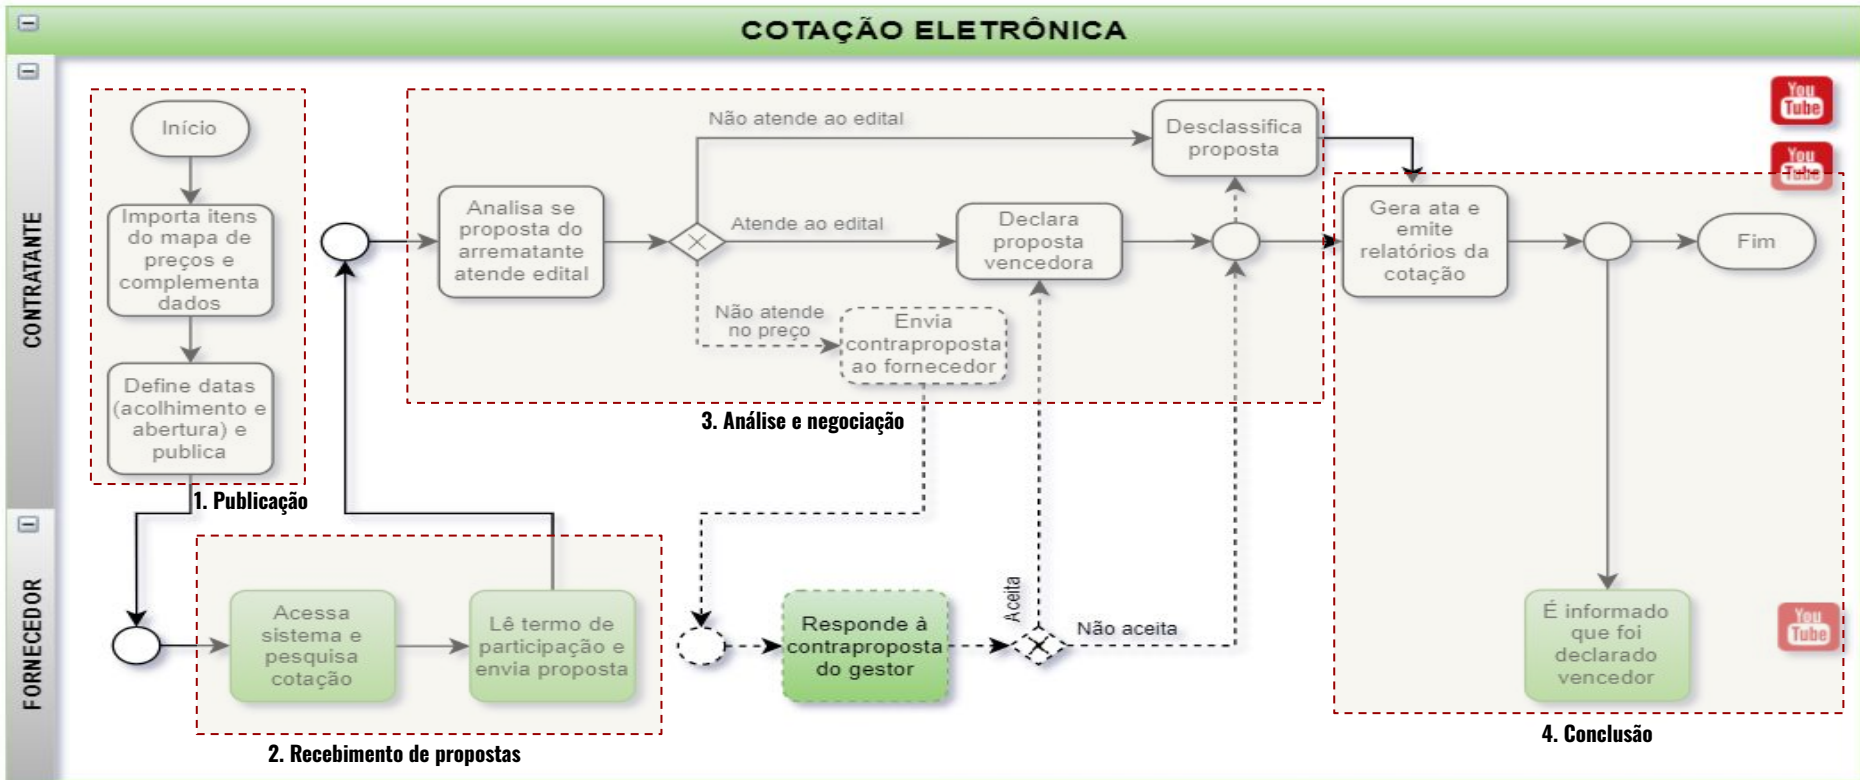 COTAÇÃO ELETRÔNICA
CONTRATANTE
Início
Importa itens
do mapa de
preços e
complementa
dados
Define datas
(acolhimento e
abertura) e
publica
1. Publicação
Analisa se
proposta do
arrematante
atende edital
Não atende ao edital
Atende ao edital
Não atende
no preço
Desclassifica
proposta
Declara
proposta
vencedora
Envia
contraproposta
ao fornecedor
3. Análise e negociação
Gera ata e
emite
relatórios da
cotação
Fim
You
Tube
You
Tube
FORNECEDOR
Acessa
sistema e
pesquisa
cotação
Lê termo de
participação e
envia proposta
2. Recebimento de propostas
Responde à
contraproposta
do gestor
Aceita
Não aceita
É informado
que foi
declarado
vencedor
You
Tube
4. Conclusão